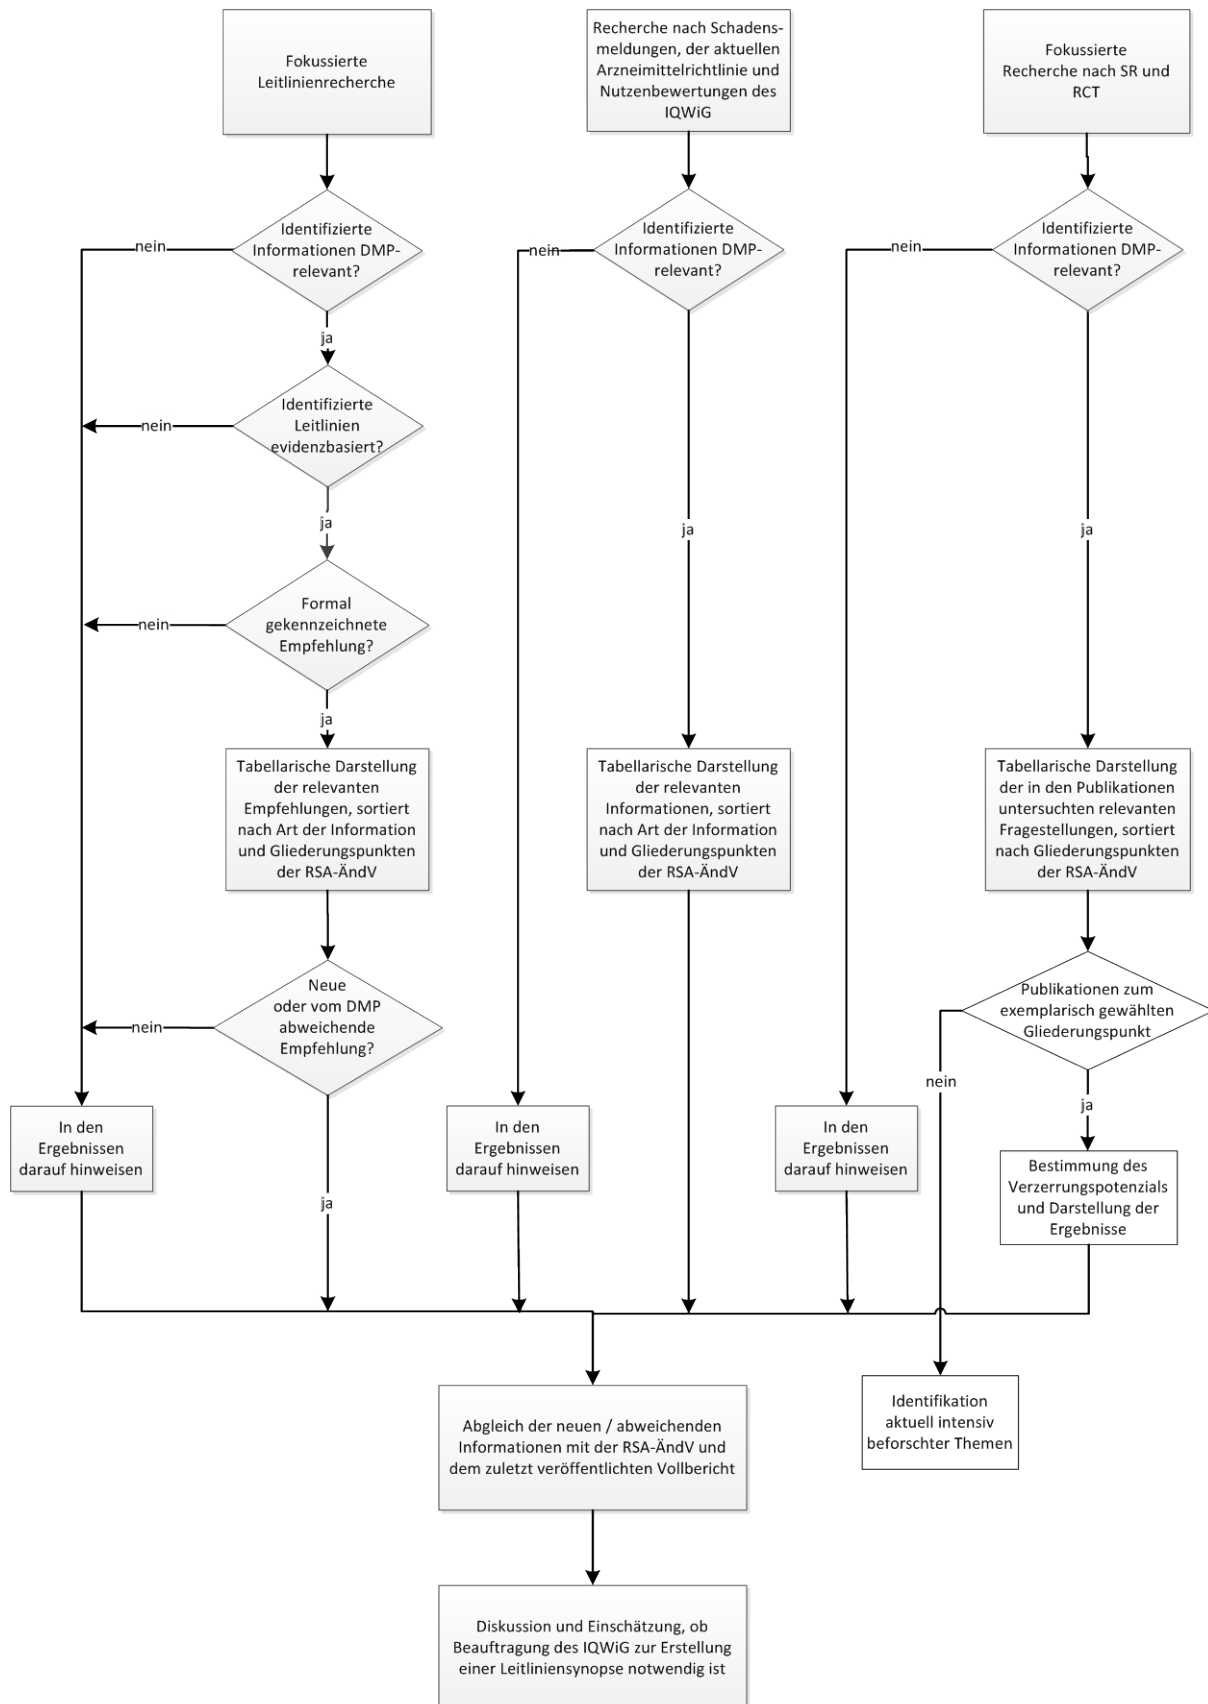 Fokussierte
Leitlinienrecherche
Recherche nach Schadens-
meldungen, der aktuellen
Arzneimittelrichtlinie und
Nutzenbewertungen des
IQWiG
Fokussierte
Recherche nach SR und
RCT
Identifizierte
Informationen DMP-
relevant?
nein
ja
Identifizierte
Informationen DMP-
relevant?
nein
ja
Identifizierte
Informationen DMP-
relevant?
nein
ja
Identifizierte
Leitlinien
evidenzbasiert?
nein
ja
Formal
gekennzeichnete
Empfehlung?
nein
ja
Tabellarische Darstellung
der relevanten
Empfehlungen, sortiert
nach Art der Information
und Gliederungspunkten
der RSA-ÄndV
Tabellarische Darstellung
der relevanten
Informationen, sortiert
nach Art der Information
und Gliederungspunkten
der RSA-ÄndV
Tabellarische Darstellung
der in den Publikationen
untersuchten relevanten
Fragestellungen, sortiert
nach Gliederungspunkten
der RSA-ÄndV
Neue
oder vom DMP
abweichende
Empfehlung?
nein
ja
Publikationen zum
exemplarisch gewählten
Gliederungspunkt
nein
ja
In den
Ergebnissen
darauf hinweisen
In den
Ergebnissen
darauf hinweisen
In den
Ergebnissen
darauf hinweisen
Bestimmung des
Verzerrungspotenzials
und Darstellung der
Ergebnisse
Identifikation
aktuell intensiv
beforschter Themen
Abgleich der neuen / abweichenden
Informationen mit der RSA-ÄndV und
dem zuletzt veröffentlichten Vollbericht
Diskussion und Einschätzung, ob
Beauftragung des IQWiG zur Erstellung
einer Leitliniensynopse notwendig ist